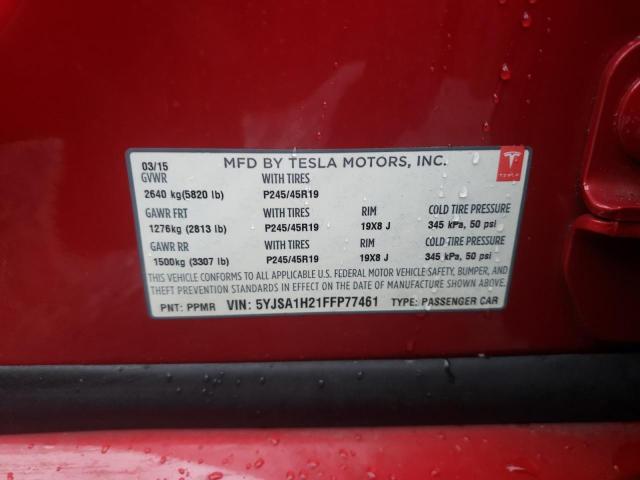 03/15 MFD BY TESLA MOTORS, INC. TESLA
GVWR WITH TIRES
2640 kg(5820 lb) P245/45R19
GAWR FRT WITH TIRES RIM COLD TIRE PRESSURE
1276kg (2813 lb) P245/45R19 19X8 J 345 kPa, 50 psi
GAWR RR WITH TIRES RIM COLD TIRE PRESSURE
1500kg (3307 lb) P245/45R19 19X8 J 345 kPa, 50 psi
THIS VEHICLE CONFORMS TO ALL APPLICABLE U.S. FEDERAL MOTOR VEHICLE-SAFETY, BUMPER, AND
THEFT PREVENTION STANDARDS IN EFFECT ON THE DATE OF MANUFACTURE SHOWN ABOVE.
PNT: PPMR VIN: 5YJSA1H21FFP77461 TYPE: PASSENGER CAR